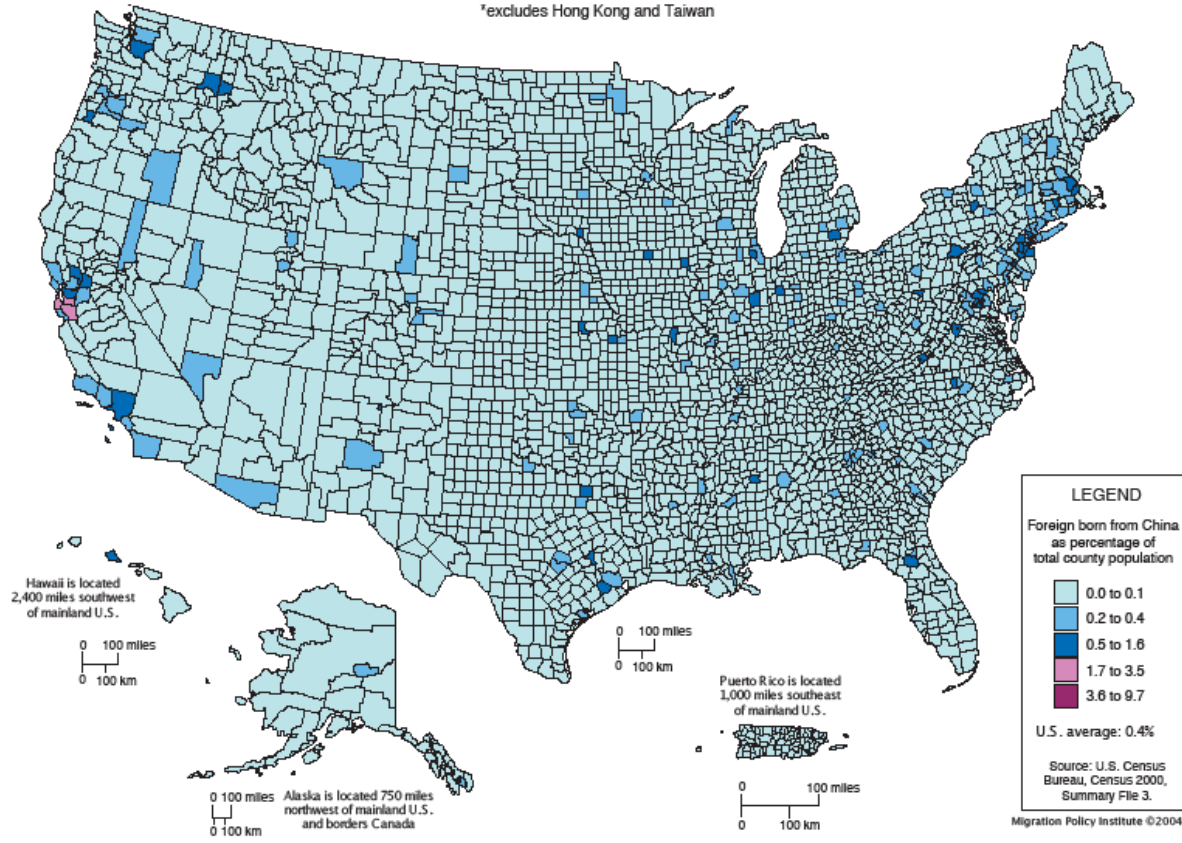 *excludes Hong Kong and Taiwan
Hawaii is located
2,400 miles southwest
of mainland U.S.
0 100 miles
0 100 km
0 100 miles
0 100 km
Alaska is located 750 miles
northwest of mainland U.S.
and borders Canada
0 100 miles
0 100 km
Puerto Rico is located
1,000 miles southeast
of mainland U.S.
0 100 miles
0 100 km
LEGEND
Foreign born from China
as percentage of
total county population
0.0 to 0.1
0.2 to 0.4
0.5 to 1.6
1.7 to 3.5
3.6 to 9.7
U.S. average: 0.4%
Source: U.S. Census
Bureau, Census 2000,
Summary File 3.
Migration Policy Institute ©2004